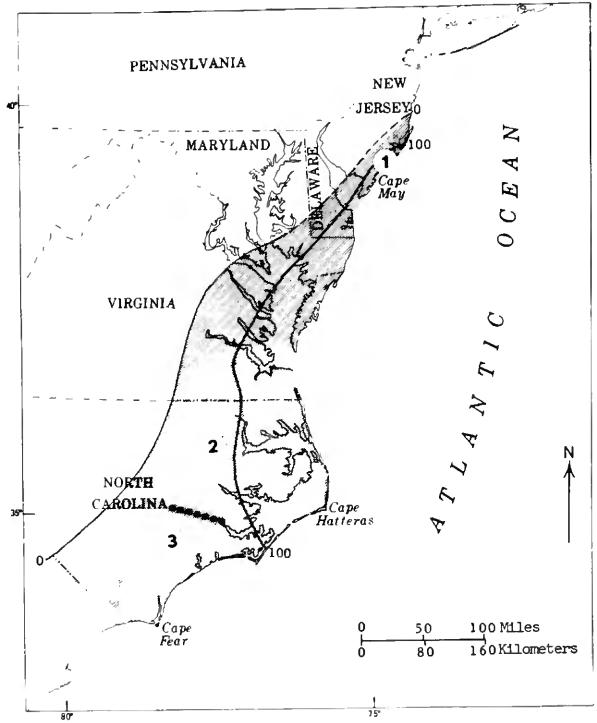 PENNSYLVANIA
NEW
JERSEY
0
40°
100
MARYLAND
DELAWARE
1
Cape
May
ATLANTIC OCEAN
VIRGINIA
2
N
NORTH
CAROLINA
35°
Cape
Hatteras
3
0
100
Cape
Fear
0 50 100 Miles
0 80 160 Kilometers
80°
75°